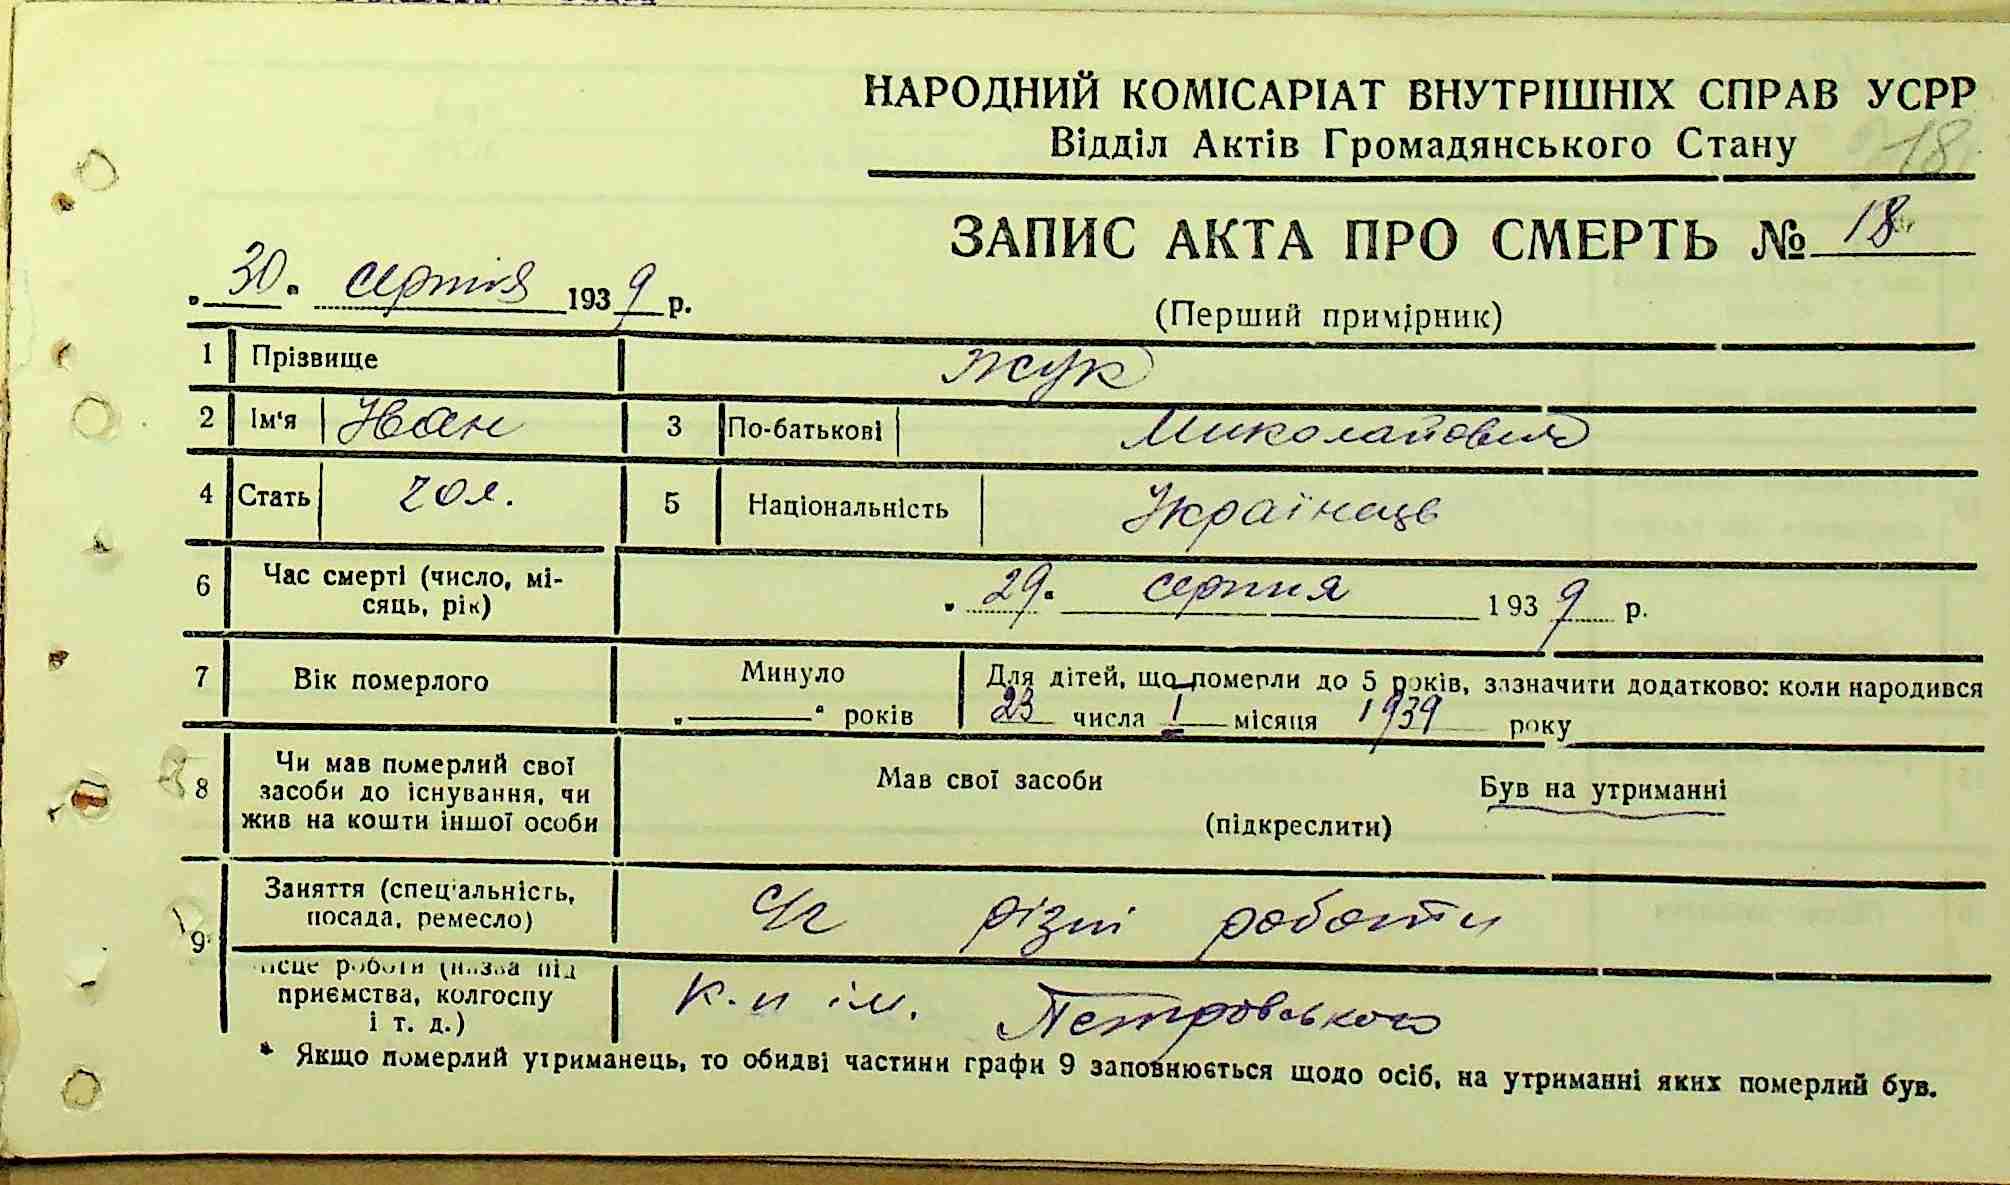 НАРОДНИЙ КОМІСАРІАТ ВНУТРІШНІХ СПРАВ УСРР
Відділ Актів Громадянського Стану
18
ЗАПИС АКТА ПРО СМЕРТЬ № 18
„30" серпня 1939 р.
(Перший примірник)
1 Прізвище Жук
2 Ім'я Іван 3 По-батькові Миколайович
4 Стать чол. 5 Національність Українець
6 Час смерті (число, мі-
сяць, рік) „29" серпня 1939 р.
7 Вік померлого Минуло Для дітей, що померли до 5 років, зазначити додатково: коли народився
„—" років 23 числа I місяця 1939 року
8 Чи мав померлий свої
засоби до існування, чи
жив на кошти іншої особи
Мав свої засоби Був на утриманні
(підкреслити)
9 Заняття (спеціальність,
посада, ремесло) різні роботи
Місце роботи (назва під
приємства, колгоспу
і т. д.) ім. Петровського
* Якщо померлий утриманець, то обидві частини графи 9 заповнюється щодо осіб, на утриманні яких померлий був.